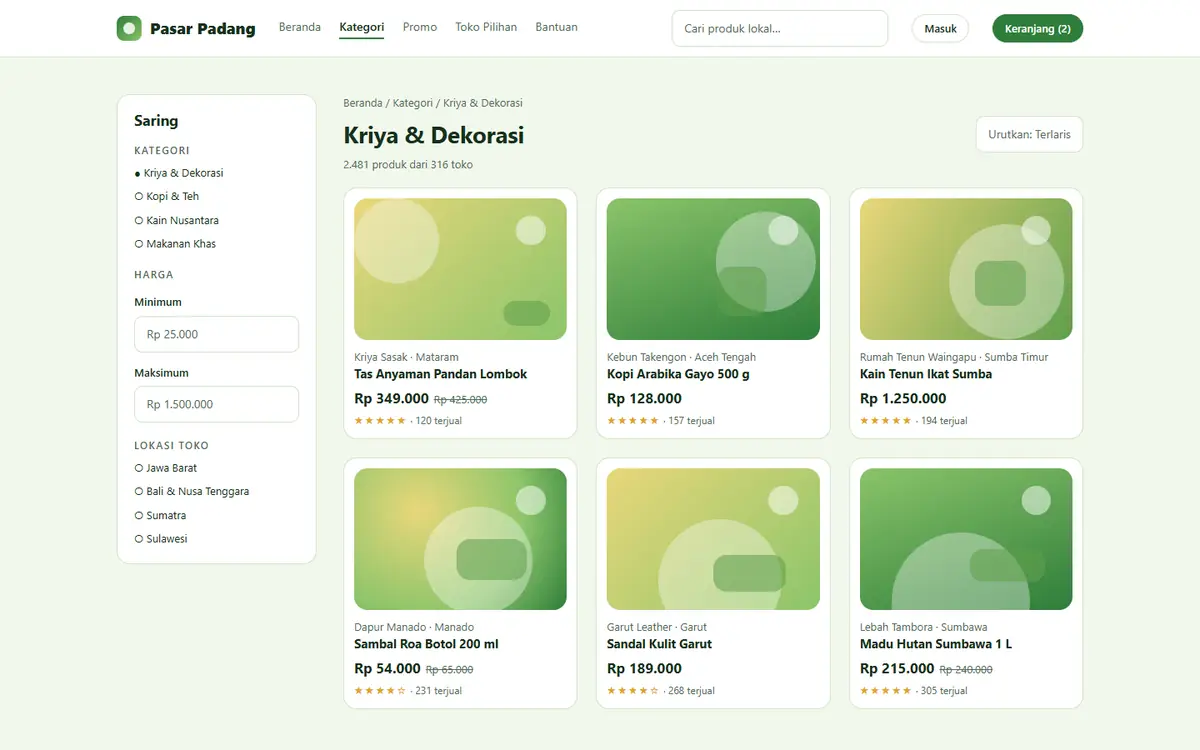 Pasar Padang
Beranda
Kategori
Promo
Toko Pilihan
Bantuan
Cari produk lokal...
Masuk
Keranjang (2)
Saring
KATEGORI
● Kriya & Dekorasi
○ Kopi & Teh
○ Kain Nusantara
○ Makanan Khas
HARGA
Minimum
Rp 25.000
Maksimum
Rp 1.500.000
LOKASI TOKO
○ Jawa Barat
○ Bali & Nusa Tenggara
○ Sumatra
○ Sulawesi
Beranda / Kategori / Kriya & Dekorasi
Kriya & Dekorasi
2.481 produk dari 316 toko
Urutkan: Terlaris
Kriya Sasak · Mataram
Tas Anyaman Pandan Lombok
Rp 349.000 Rp 425.000
★★★★★ · 120 terjual
Kebun Takengon · Aceh Tengah
Kopi Arabika Gayo 500 g
Rp 128.000
★★★★★ · 157 terjual
Rumah Tenun Waingapu · Sumba Timur
Kain Tenun Ikat Sumba
Rp 1.250.000
★★★★★ · 194 terjual
Dapur Manado · Manado
Sambal Roa Botol 200 ml
Rp 54.000 Rp 65.000
★★★★☆ · 231 terjual
Garut Leather · Garut
Sandal Kulit Garut
Rp 189.000
★★★★☆ · 268 terjual
Lebah Tambora · Sumbawa
Madu Hutan Sumbawa 1 L
Rp 215.000 Rp 240.000
★★★★★ · 305 terjual